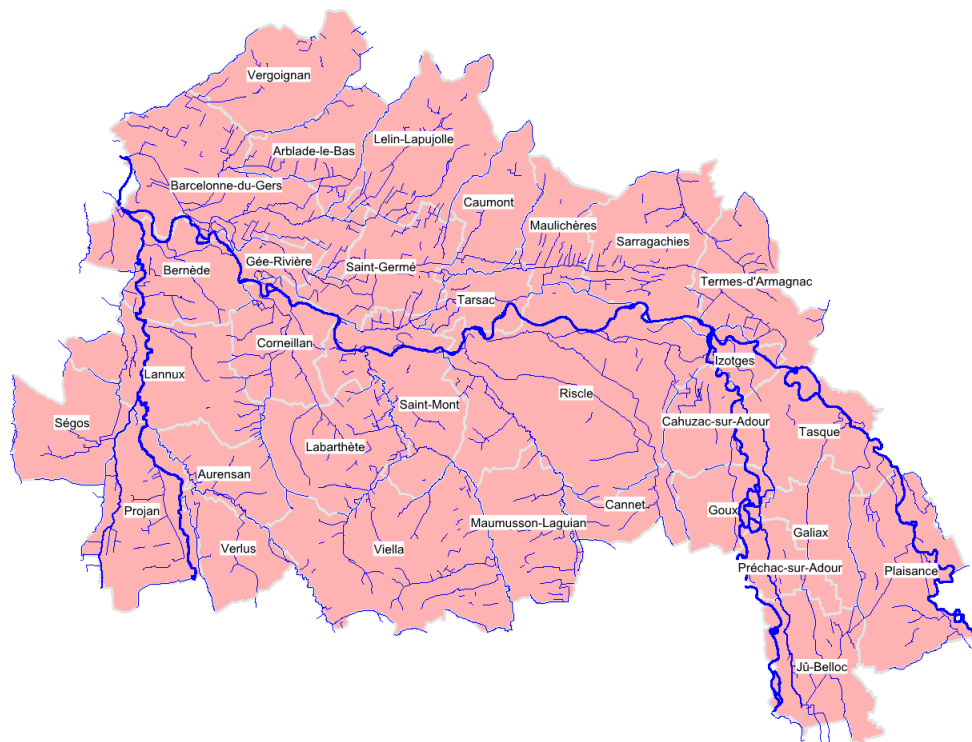 Vergoignan
Lelin-Lapujolle
Arblade-le-Bas
Barcelonne-du-Gers
Caumont
Maulichères
Sarragachies
Gée-Rivière
Bernède
Saint-Germé
Termes-d'Armagnac
Tarsac
Corneillan
Izotges
Lannux
Riscle
Saint-Mont
Ségos
Cahuzac-sur-Adour
Tasque
Labarthète
Aurensan
Cannet
Projan
Goux
Maumusson-Laguian
Galiax
Verlus
Viella
Préchac-sur-Adour
Plaisance
Jû-Belloc